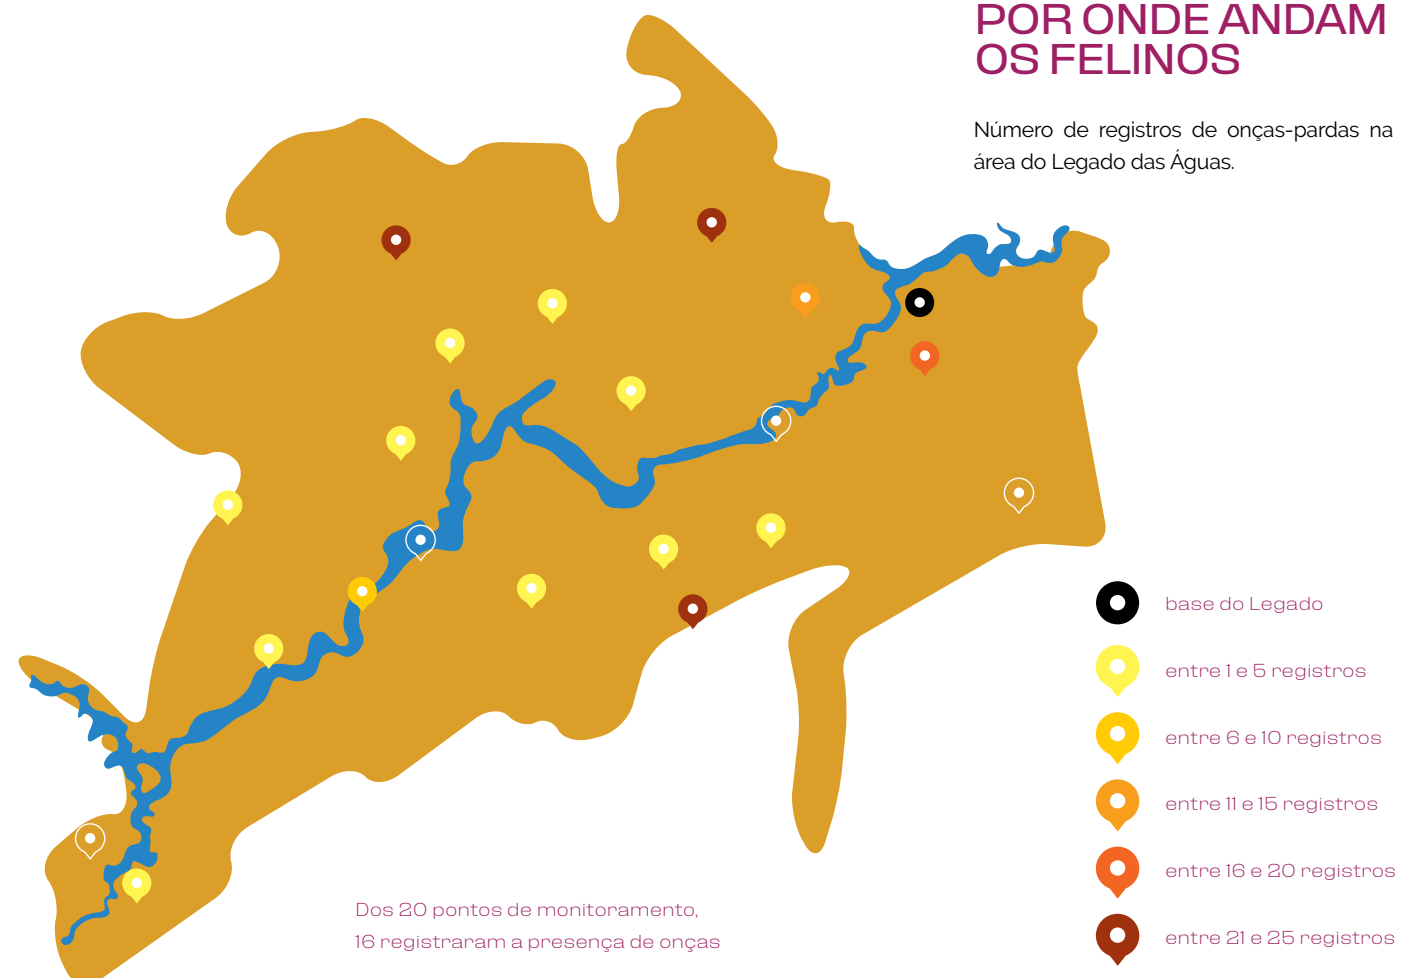 POR ONDE ANDAM
OS FELINOS
Número de registros de onças-pardas na
área do Legado das Águas.
base do Legado
entre 1 e 5 registros
entre 6 e 10 registros
entre 11 e 15 registros
entre 16 e 20 registros
entre 21 e 25 registros
Dos 20 pontos de monitoramento,
16 registraram a presença de onças